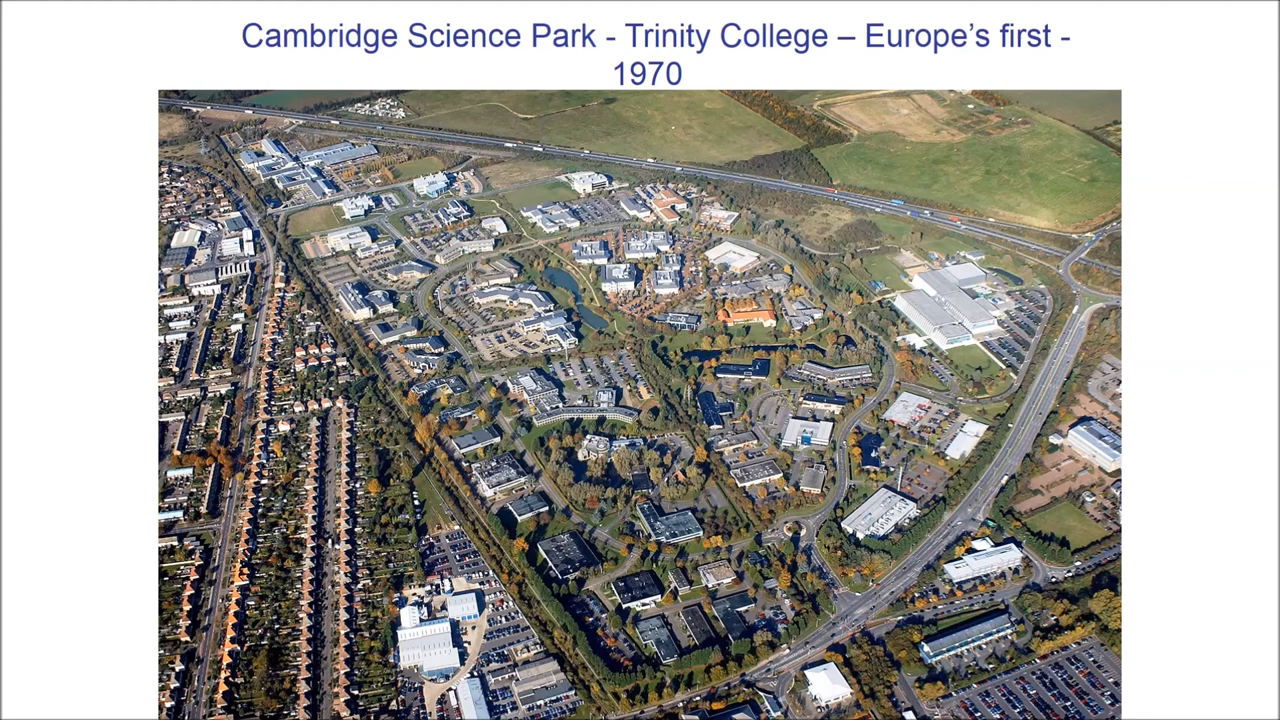 Cambridge Science Park - Trinity College – Europe’s first -
1970